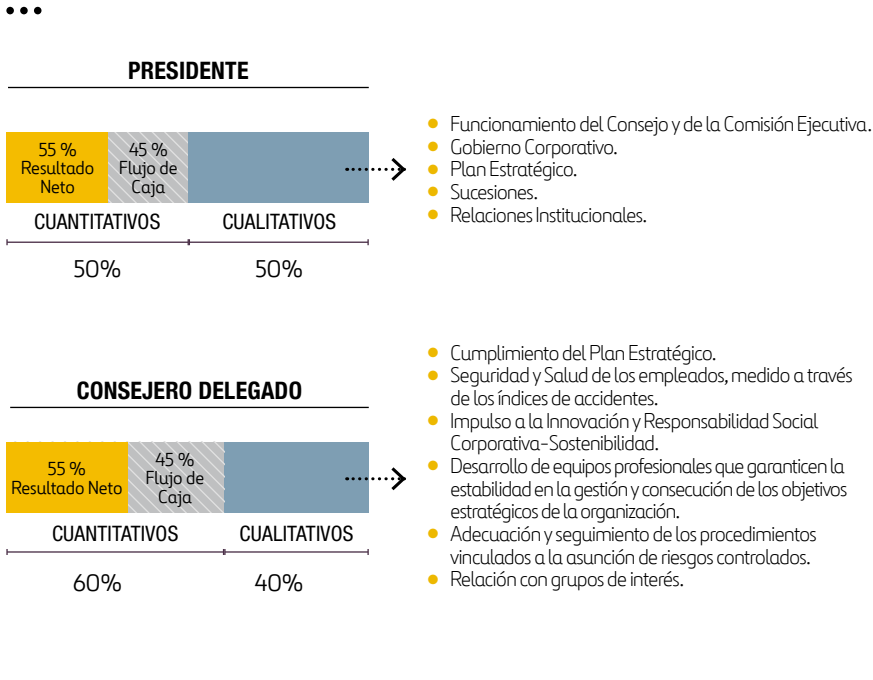 PRESIDENTE
55 %
Resultado
Neto
45 %
Flujo de
Caja
CUANTITATIVOS
CUALITATIVOS
50%
50%
Funcionamiento del Consejo y de la Comisión Ejecutiva.
Gobierno Corporativo.
Plan Estratégico.
Sucesiones.
Relaciones Institucionales.
CONSEJERO DELEGADO
55 %
Resultado Neto
45 %
Flujo de
Caja
CUANTITATIVOS
CUALITATIVOS
60%
40%
Cumplimiento del Plan Estratégico.
Seguridad y Salud de los empleados, medido a través
de los índices de accidentes.
Impulso a la Innovación y Responsabilidad Social
Corporativa-Sostenibilidad.
Desarrollo de equipos profesionales que garanticen la
estabilidad en la gestión y consecución de los objetivos
estratégicos de la organización.
Adecuación y seguimiento de los procedimientos
vinculados a la asunción de riesgos controlados.
Relación con grupos de interés.